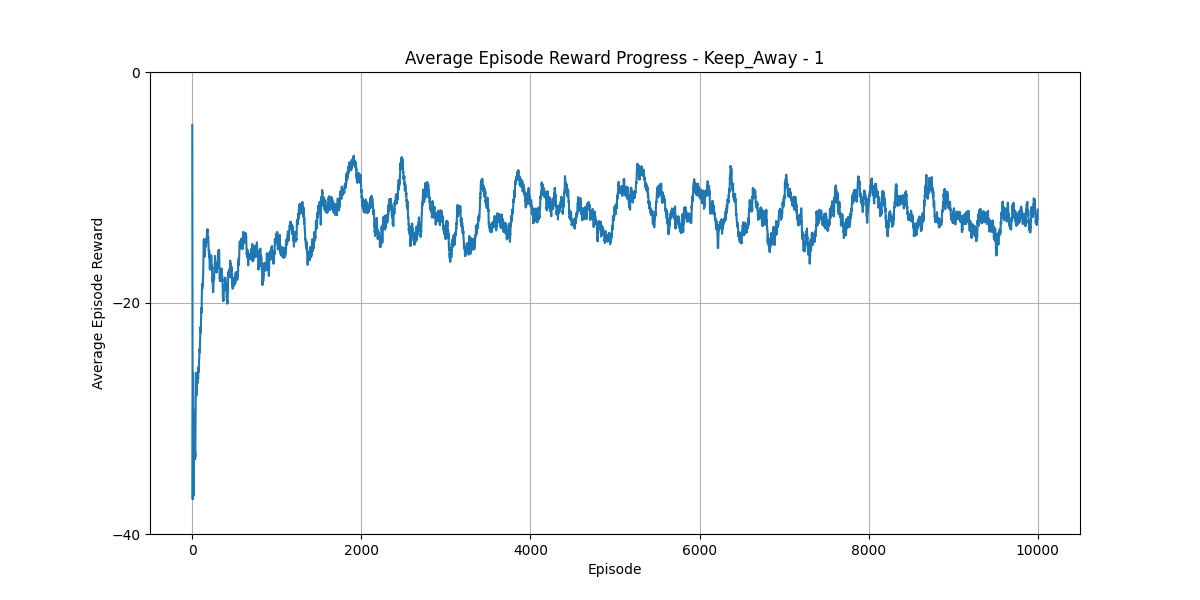 Average Episode Reward Progress - Keep_Away - 1
0
−20
−40
Average Episode Reward
0 2000 4000 6000 8000 10000
Episode